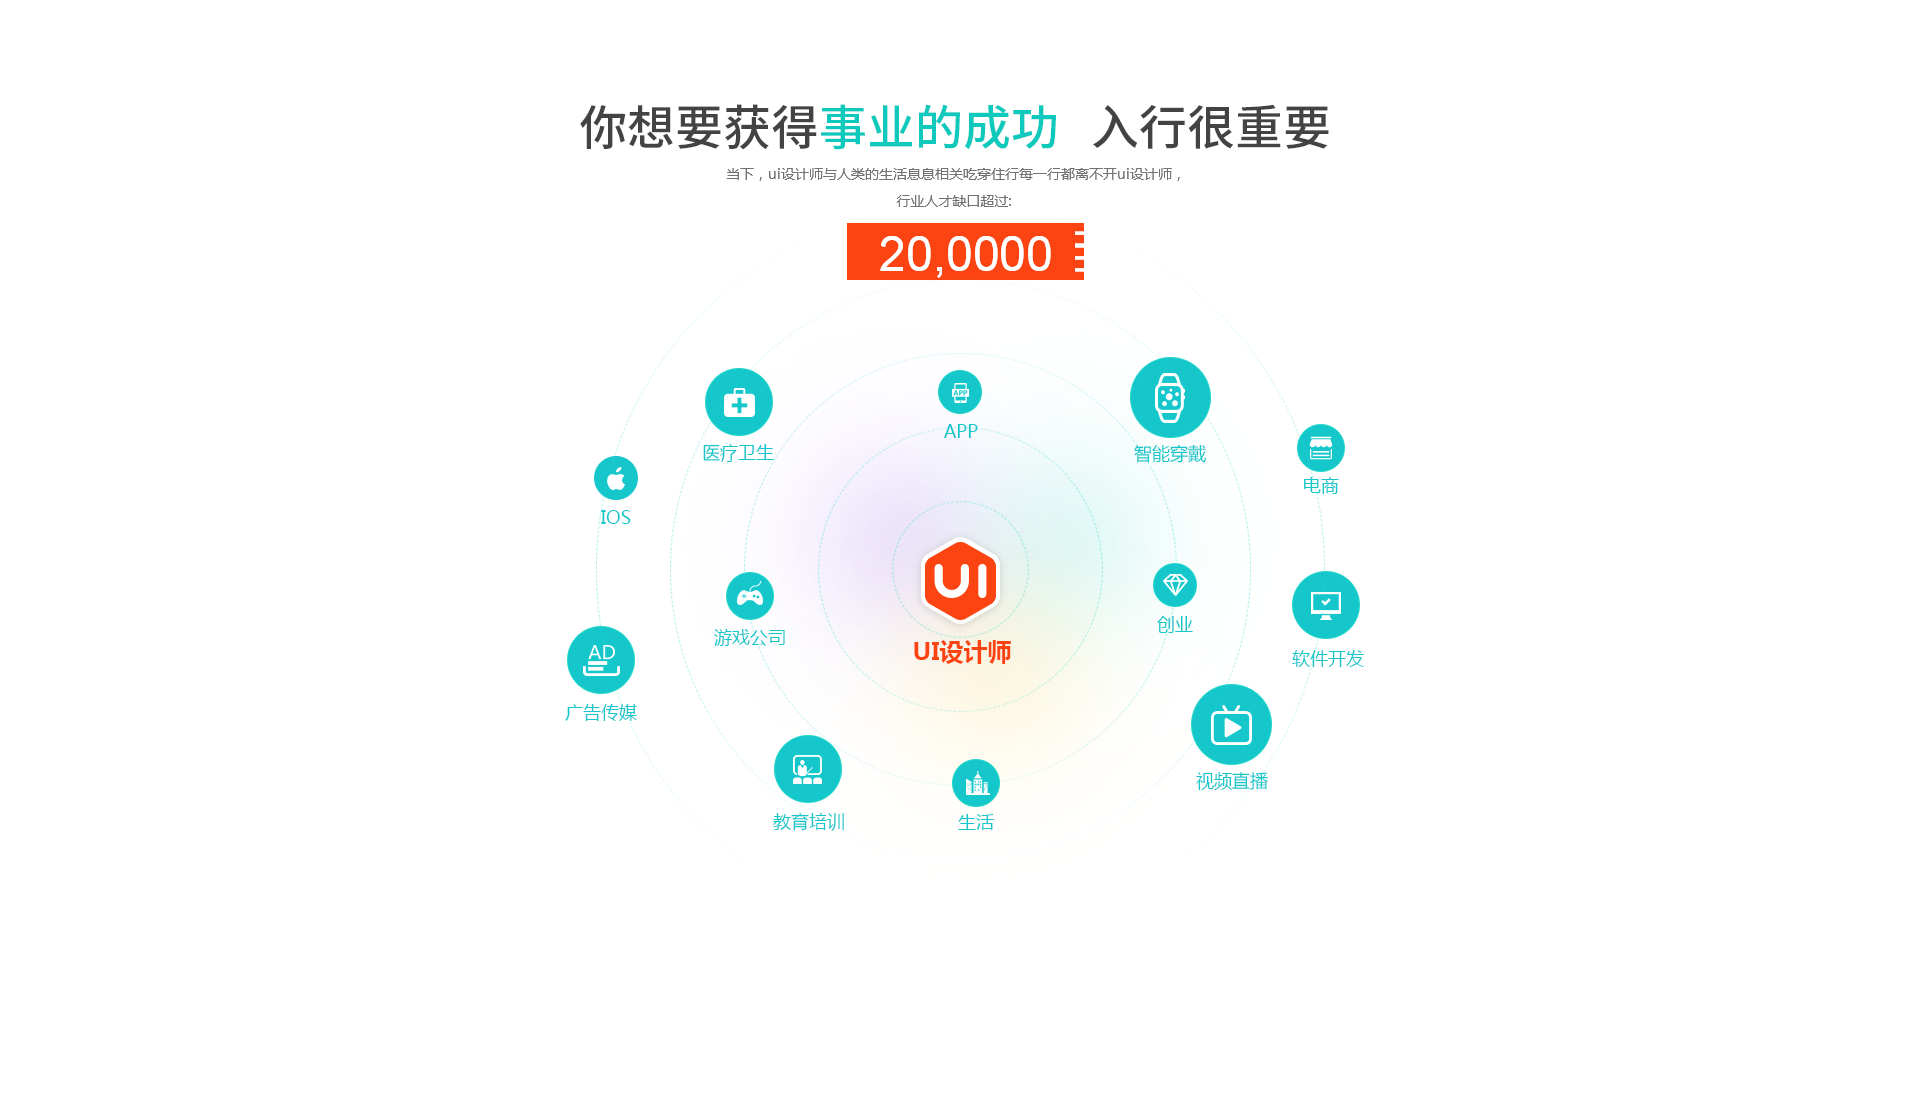 你想要获得事业的成功 入行很重要
当下，ui设计师与人类的生活息息相关吃穿住行每一行都离不开ui设计师，
行业人才缺口超过:
20,0000
APP
医疗卫生
APP
智能穿戴
电商
IOS
UI
游戏公司
创业
UI设计师
软件开发
AD
广告传媒
视频直播
教育培训
生活